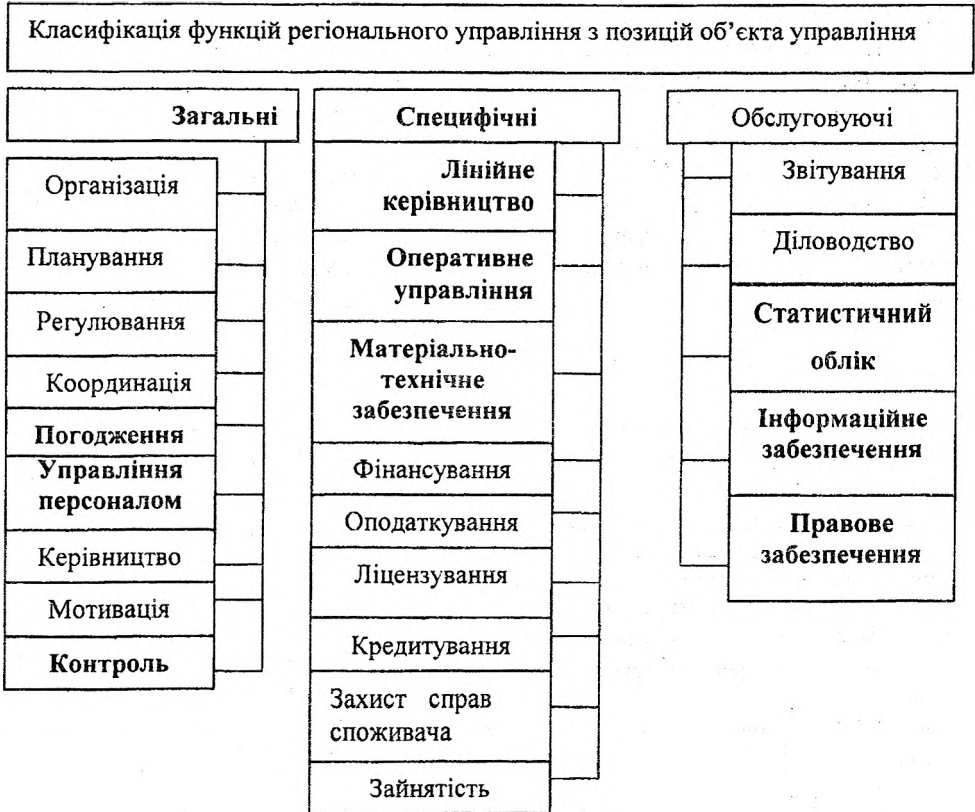 Класифікація функцій регіонального управління з позицій об’єкта управління
Загальні
Організація
Планування
Регулювання
Координація
Погодження
Управління
персоналом
Керівництво
Мотивація
Контроль
Специфічні
Лінійне
керівництво
Оперативне
управління
Матеріально-
технічне
забезпечення
Фінансування
Оподаткування
Ліцензування
Кредитування
Захист справ
споживача
Зайнятість
Обслуговуючі
Звітування
Діловодство
Статистичний
облік
Інформаційне
забезпечення
Правове
забезпечення